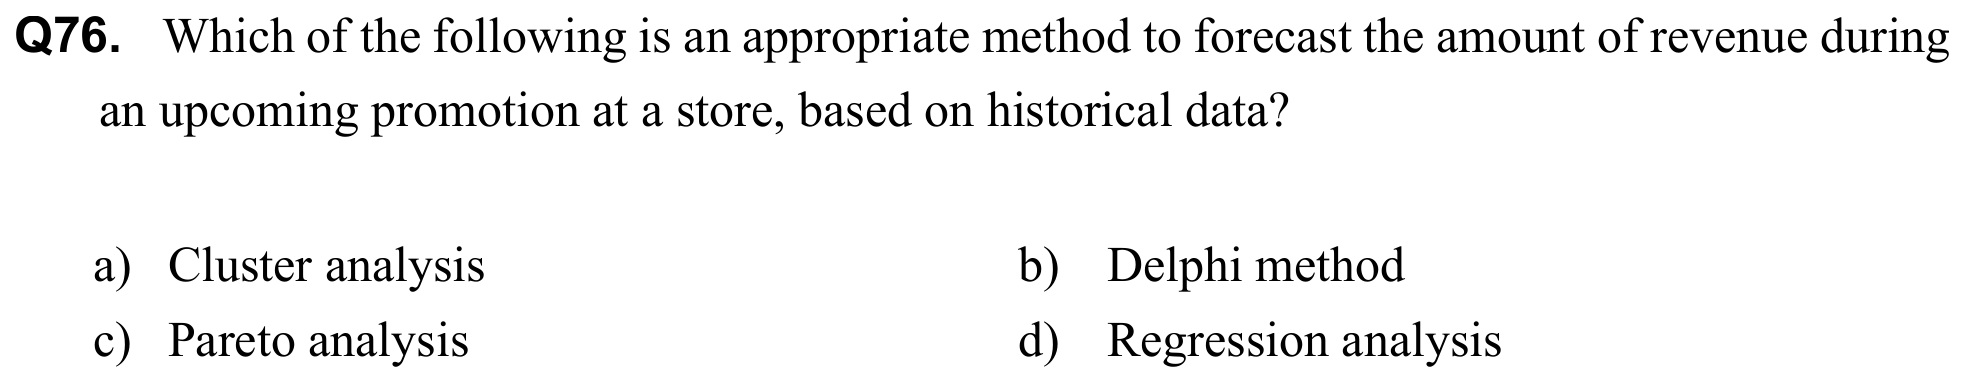 Q76. Which of the following is an appropriate method to forecast the amount of revenue during
an upcoming promotion at a store, based on historical data?
a) Cluster analysis b) Delphi method
c) Pareto analysis d) Regression analysis